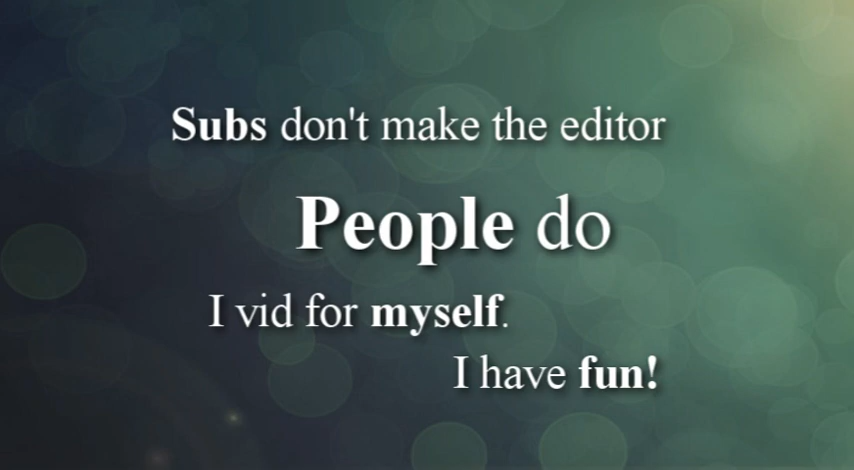 Subs don't make the editor
People do
I vid for myself.
I have fun!